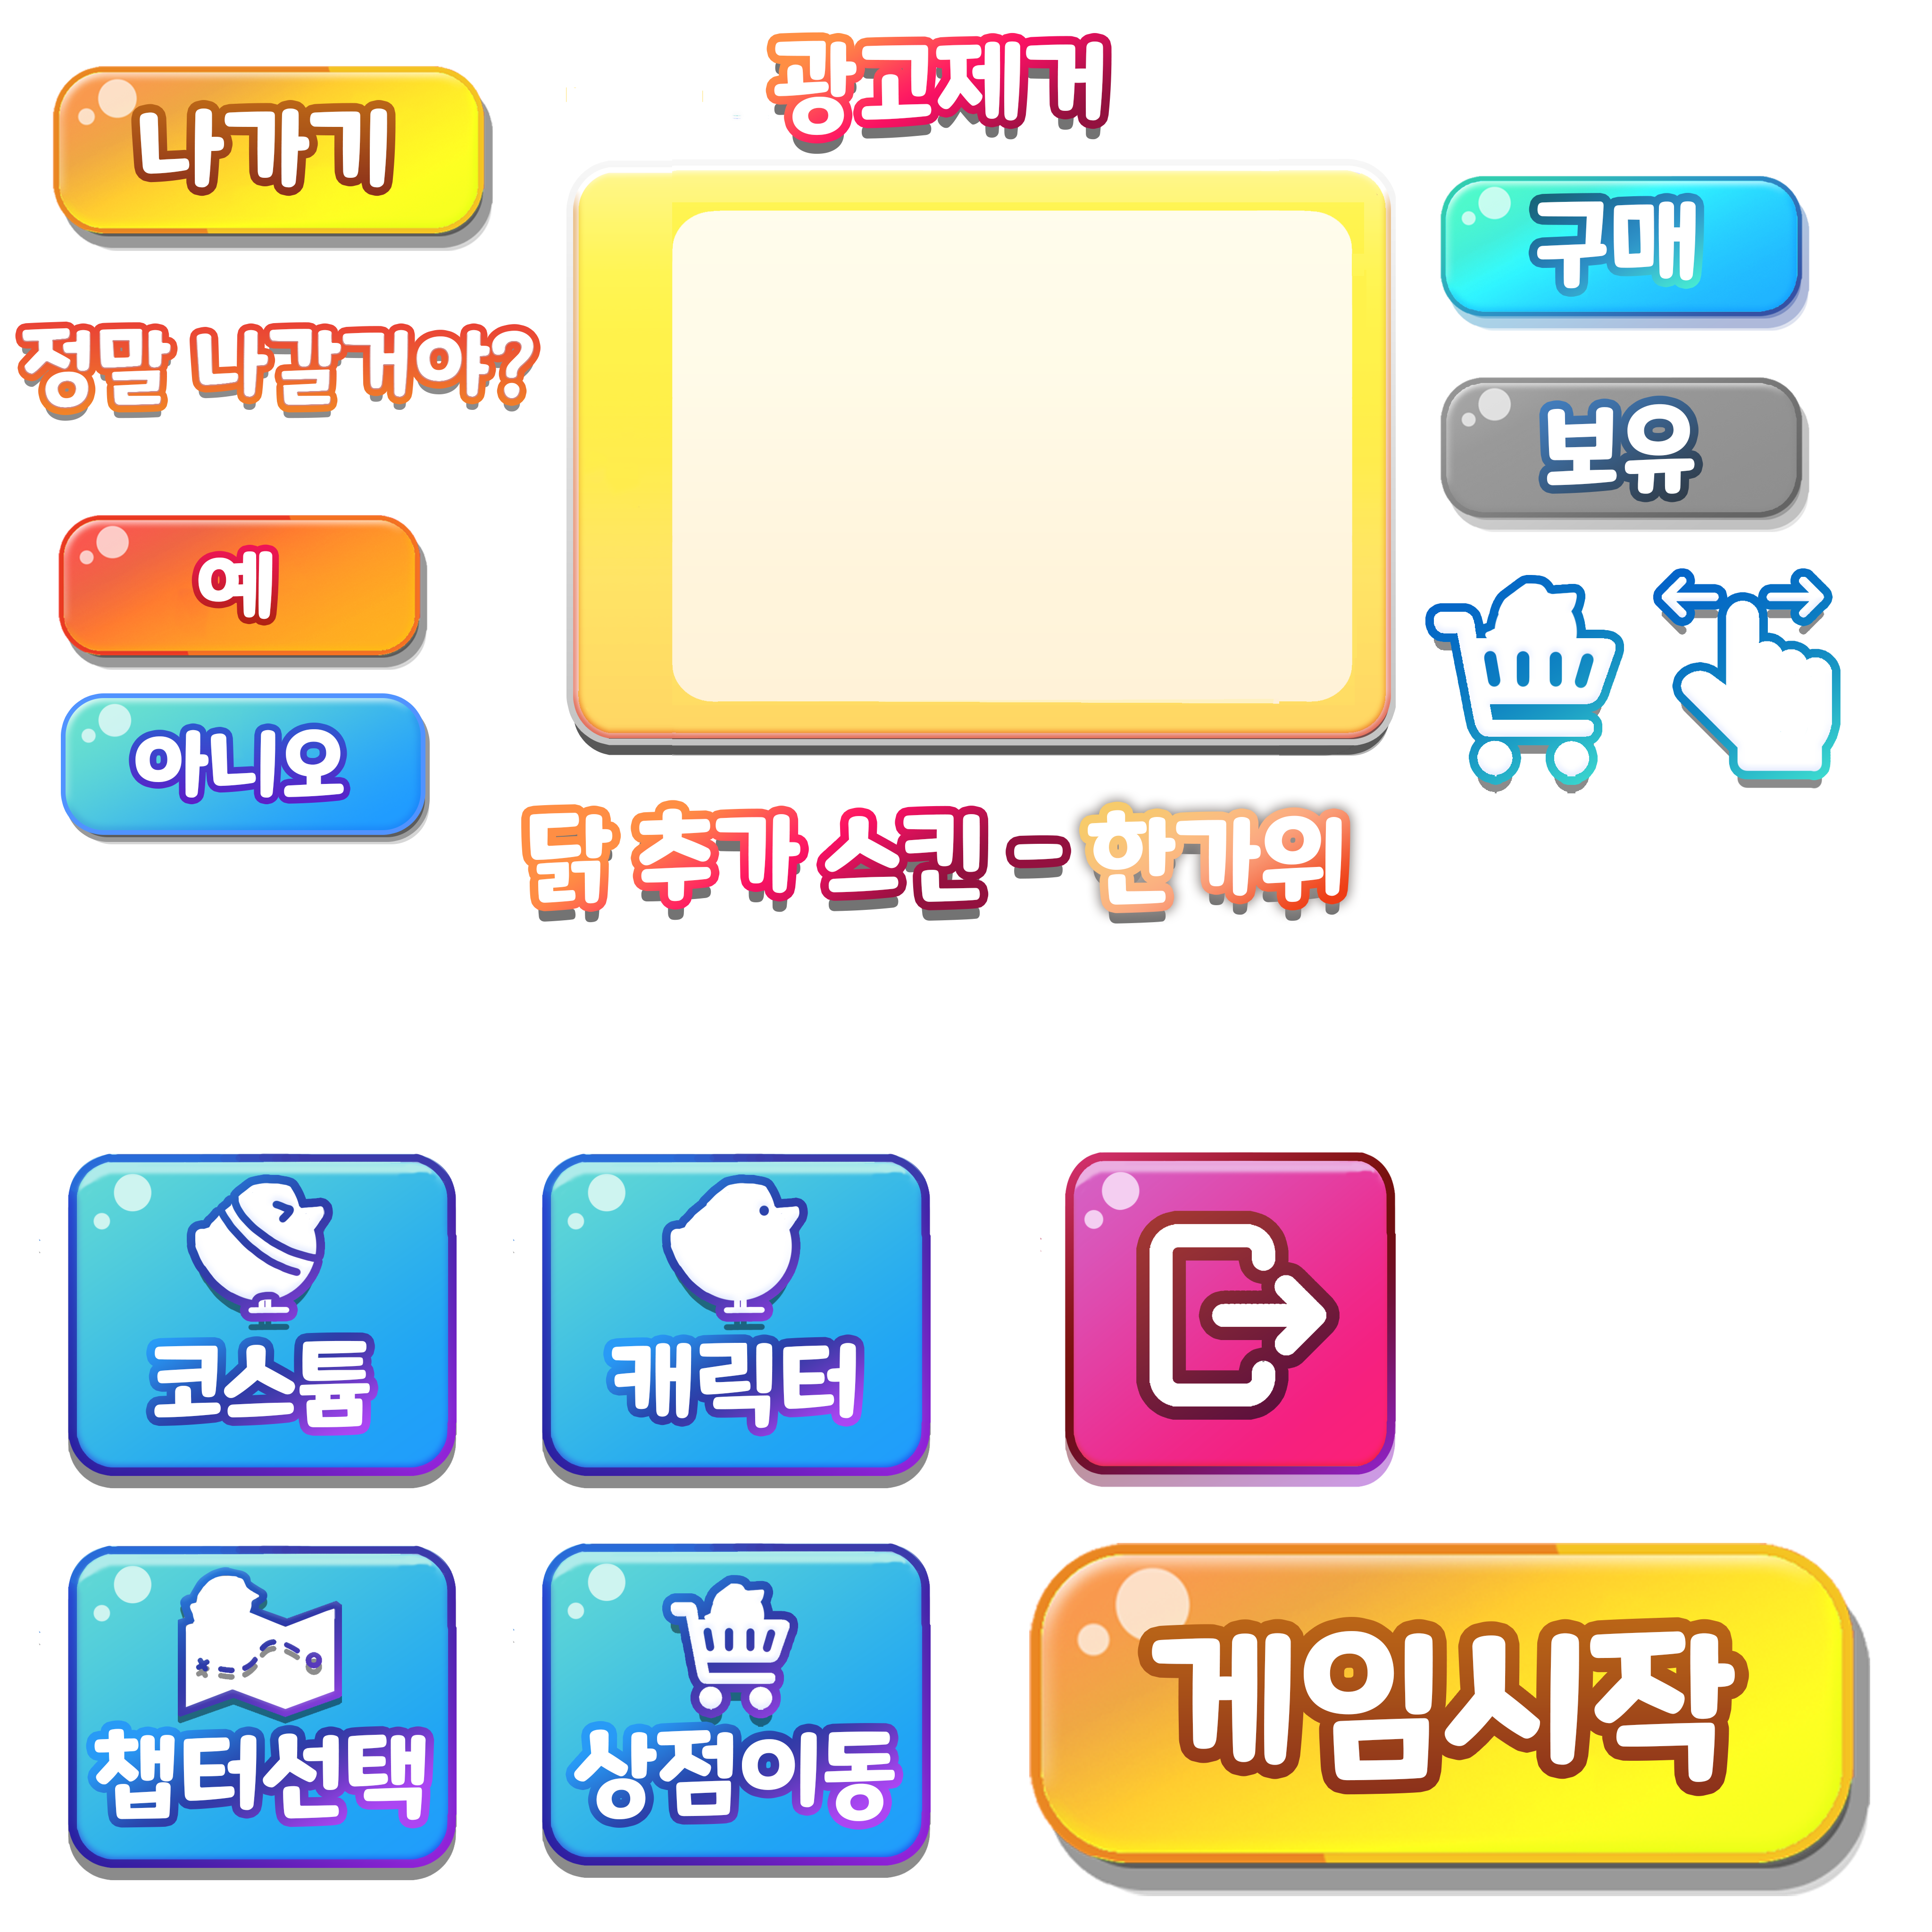 광고제거
나가기
구매
정말 나갈거야?
보유
예
아니오
닭 추가 스킨 - 한가위
코스튬
캐릭터
챕터선택
상점이동
게임시작